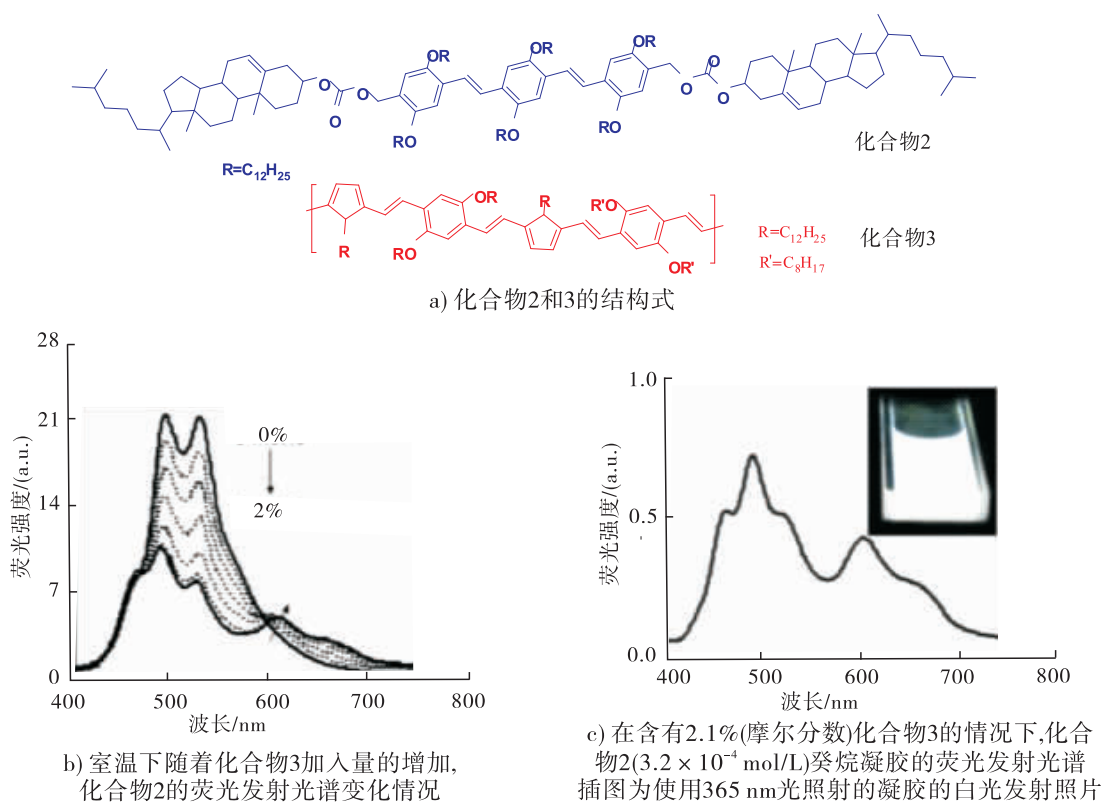 OR
OR
OR
O
O
O
O
O
O
RO
RO
RO
化合物2
R=C₁₂H₂₅
OR
R
R'O
R
RO
OR'
R=C₁₂H₂₅
R'=C₈H₁₇
化合物3
a) 化合物2和3的结构式
28
21
14
7
0
荧光强度/(a.u.)
0%
2%
400
500
600
700
800
波长/nm
b) 室温下随着化合物3加入量的增加,
化合物2的荧光发射光谱变化情况
1.0
0.5
0.0
荧光强度/(a.u.)
400
500
600
700
800
波长/nm
c) 在含有2.1%(摩尔分数)化合物3的情况下,化合
物2(3.2 × 10⁻⁴ mol/L)癸烷凝胶的荧光发射光谱
插图为使用365 nm光照射的凝胶的白光发射照片